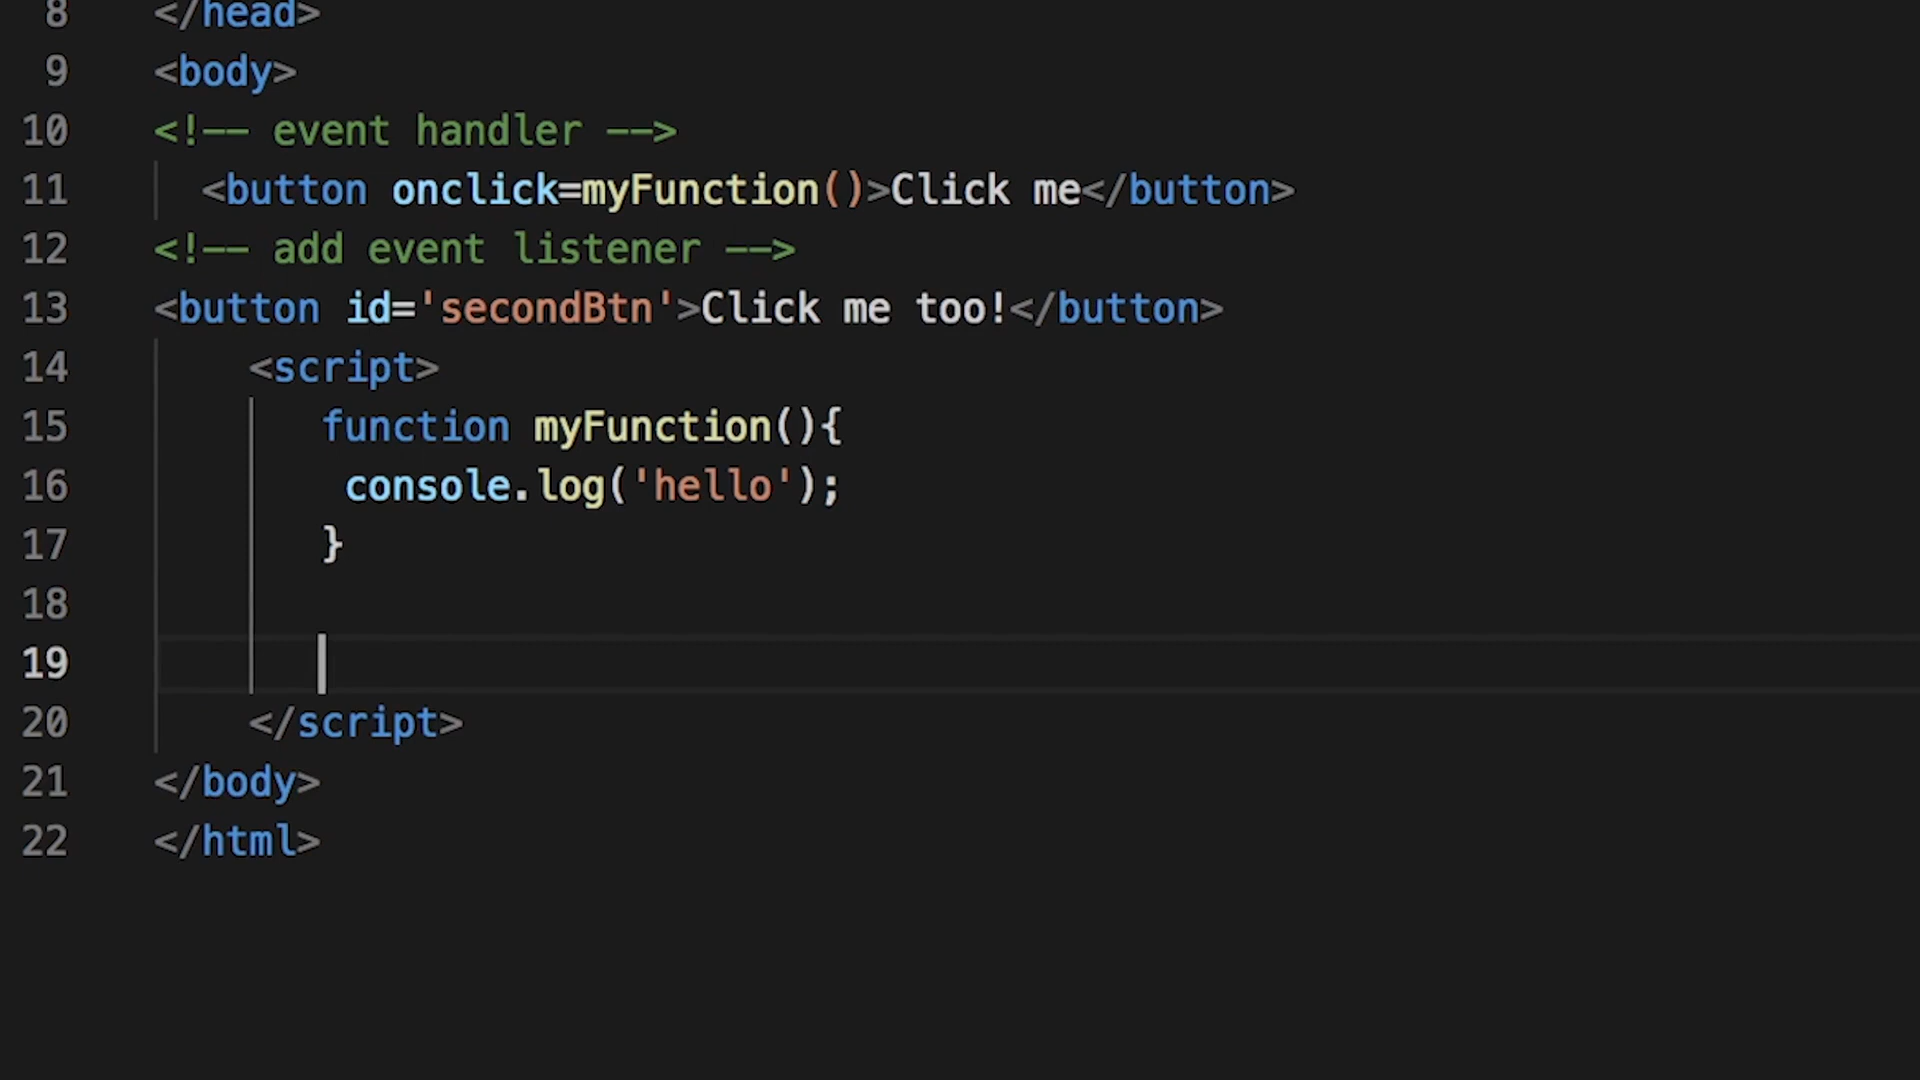 8 </head>
9 <body>
10 <!-- event handler -->
11 <button onclick=myFunction()>Click me</button>
12 <!-- add event listener -->
13 <button id='secondBtn'>Click me too!</button>
14 <script>
15 function myFunction(){
16 console.log('hello');
17 }
18
19
20 </script>
21 </body>
22 </html>